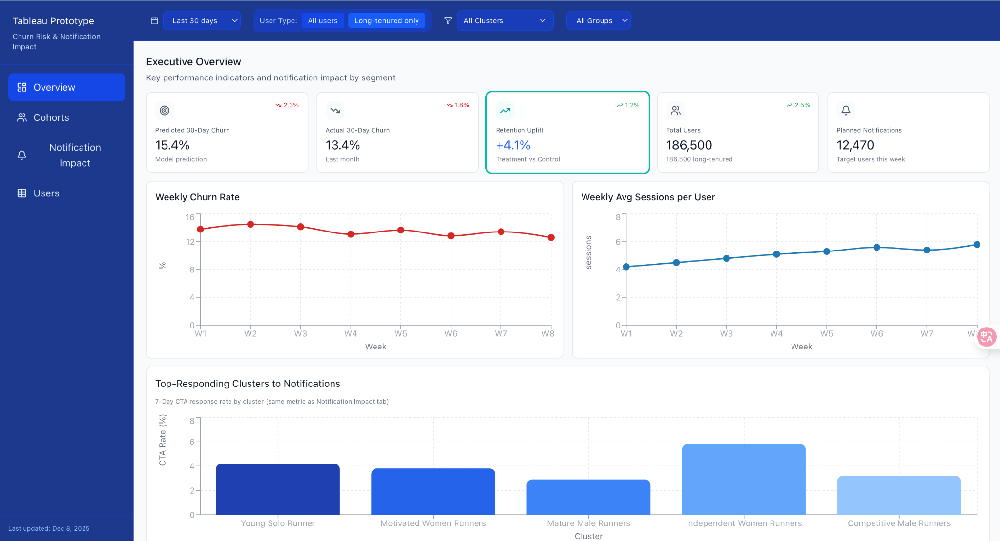 Tableau Prototype
Churn Risk & Notification
Impact
Last 30 days
User Type:
All users
Long-tenured only
All Clusters
All Groups
Overview
Cohorts
Notification
Impact
Users
Last updated: Dec 8, 2025
Executive Overview
Key performance indicators and notification impact by segment
2.3%
Predicted 30-Day Churn
15.4%
Model prediction
1.8%
Actual 30-Day Churn
13.4%
Last month
1.2%
Retention Uplift
+4.1%
Treatment vs Control
2.5%
Total Users
186,500
186,500 long-tenured
Planned Notifications
12,470
Target users this week
Weekly Churn Rate
16
12
8
4
0
%
W1 W2 W3 W4 W5 W6 W7 W8
Week
Weekly Avg Sessions per User
8
6
4
2
0
sessions
W1 W2 W3 W4 W5 W6 W7 W8
Week
中A
Top-Responding Clusters to Notifications
7-Day CTA response rate by cluster (same metric as Notification Impact tab)
CTA Rate (%)
8
6
4
2
0
Young Solo Runner
Motivated Women Runners
Mature Male Runners
Independent Women Runners
Competitive Male Runners
Cluster